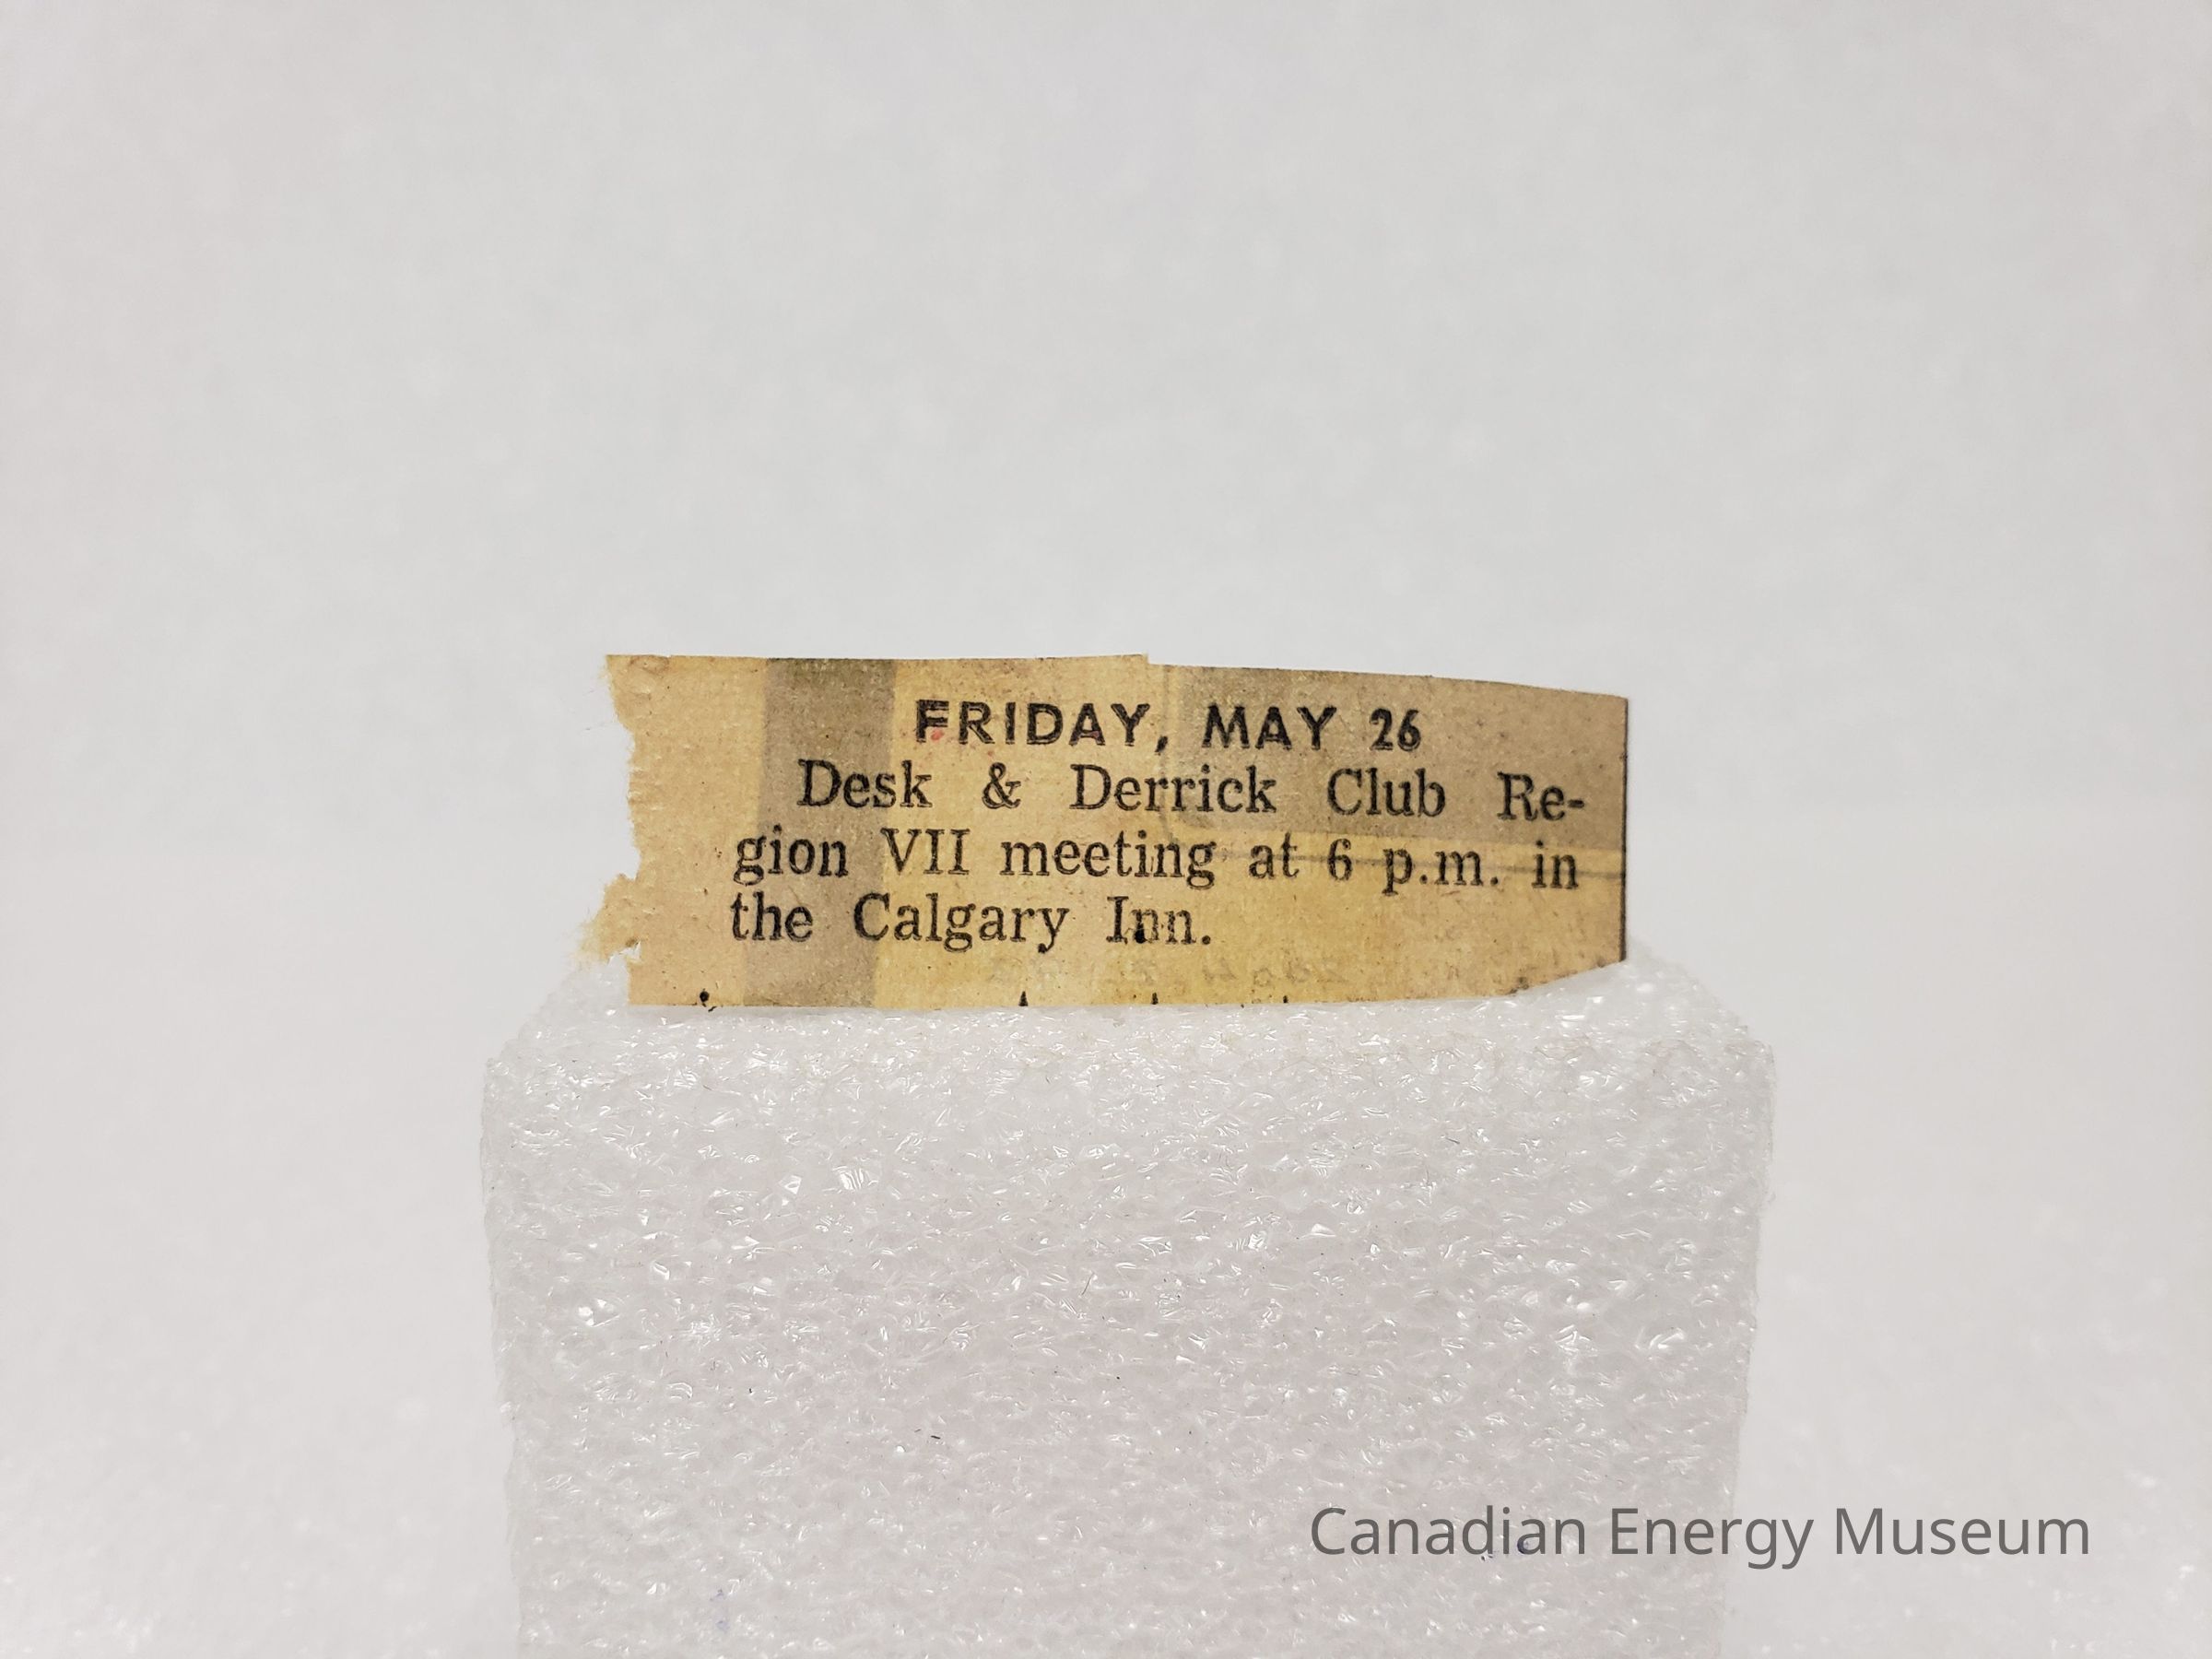 FRIDAY, MAY 26
Desk & Derrick Club Re-
gion VII meeting at 6 p.m. in
the Calgary Inn.
Canadian Energy Museum